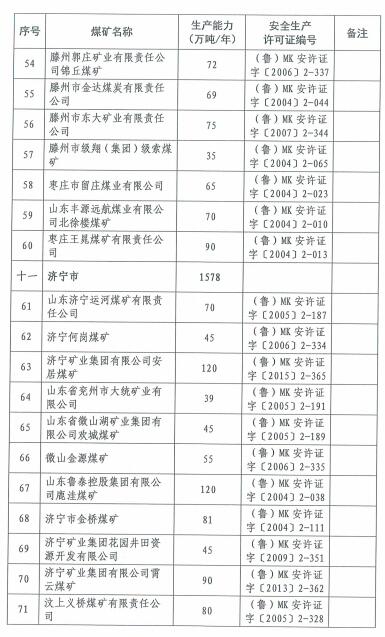 序号 煤矿名称 生产能力（万吨/年） 安全生产许可证编号 备注
54 滕州郭庄矿业有限责任公司锦丘煤矿 72 （鲁）MK安许证字〔2006〕2-337
55 滕州市金达煤炭有限责任公司 69 （鲁）MK安许证字〔2004〕2-044
56 滕州市东大矿业有限责任公司 75 （鲁）MK安许证字〔2007〕2-344
57 滕州市级翔（集团）级索煤矿 35 （鲁）MK安许证字〔2004〕2-065
58 枣庄市留庄煤业有限公司 65 （鲁）MK安许证字〔2004〕2-023
59 山东丰源远航煤业有限公司北徐楼煤矿 70 （鲁）MK安许证字〔2004〕2-010
60 枣庄王晁煤矿有限责任公司 90 （鲁）MK安许证字〔2004〕2-013
十一 济宁市 1578
61 山东济宁运河煤矿有限责任公司 70 （鲁）MK安许证字〔2005〕2-187
62 济宁何岗煤矿 45 （鲁）MK安许证字〔2006〕2-334
63 济宁矿业集团有限公司安居煤矿 120 （鲁）MK安许证字〔2015〕2-365
64 山东省兖州市大统矿业有限公司 39 （鲁）MK安许证字〔2005〕2-191
65 山东省微山湖矿业集团有限公司欢城煤矿 45 （鲁）MK安许证字〔2005〕2-189
66 微山金源煤矿 55 （鲁）MK安许证字〔2006〕2-335
67 山东鲁泰控股集团有限公司鹿洼煤矿 120 （鲁）MK安许证字〔2004〕2-038
68 济宁市金桥煤矿 81 （鲁）MK安许证字〔2004〕2-111
69 济宁矿业集团花园井田资源开发有限公司 45 （鲁）MK安许证字〔2009〕2-351
70 济宁矿业集团有限公司霄云煤矿 90 （鲁）MK安许证字〔2013〕2-362
71 汶上义桥煤矿有限责任公司 80 （鲁）MK安许证字〔2005〕2-328